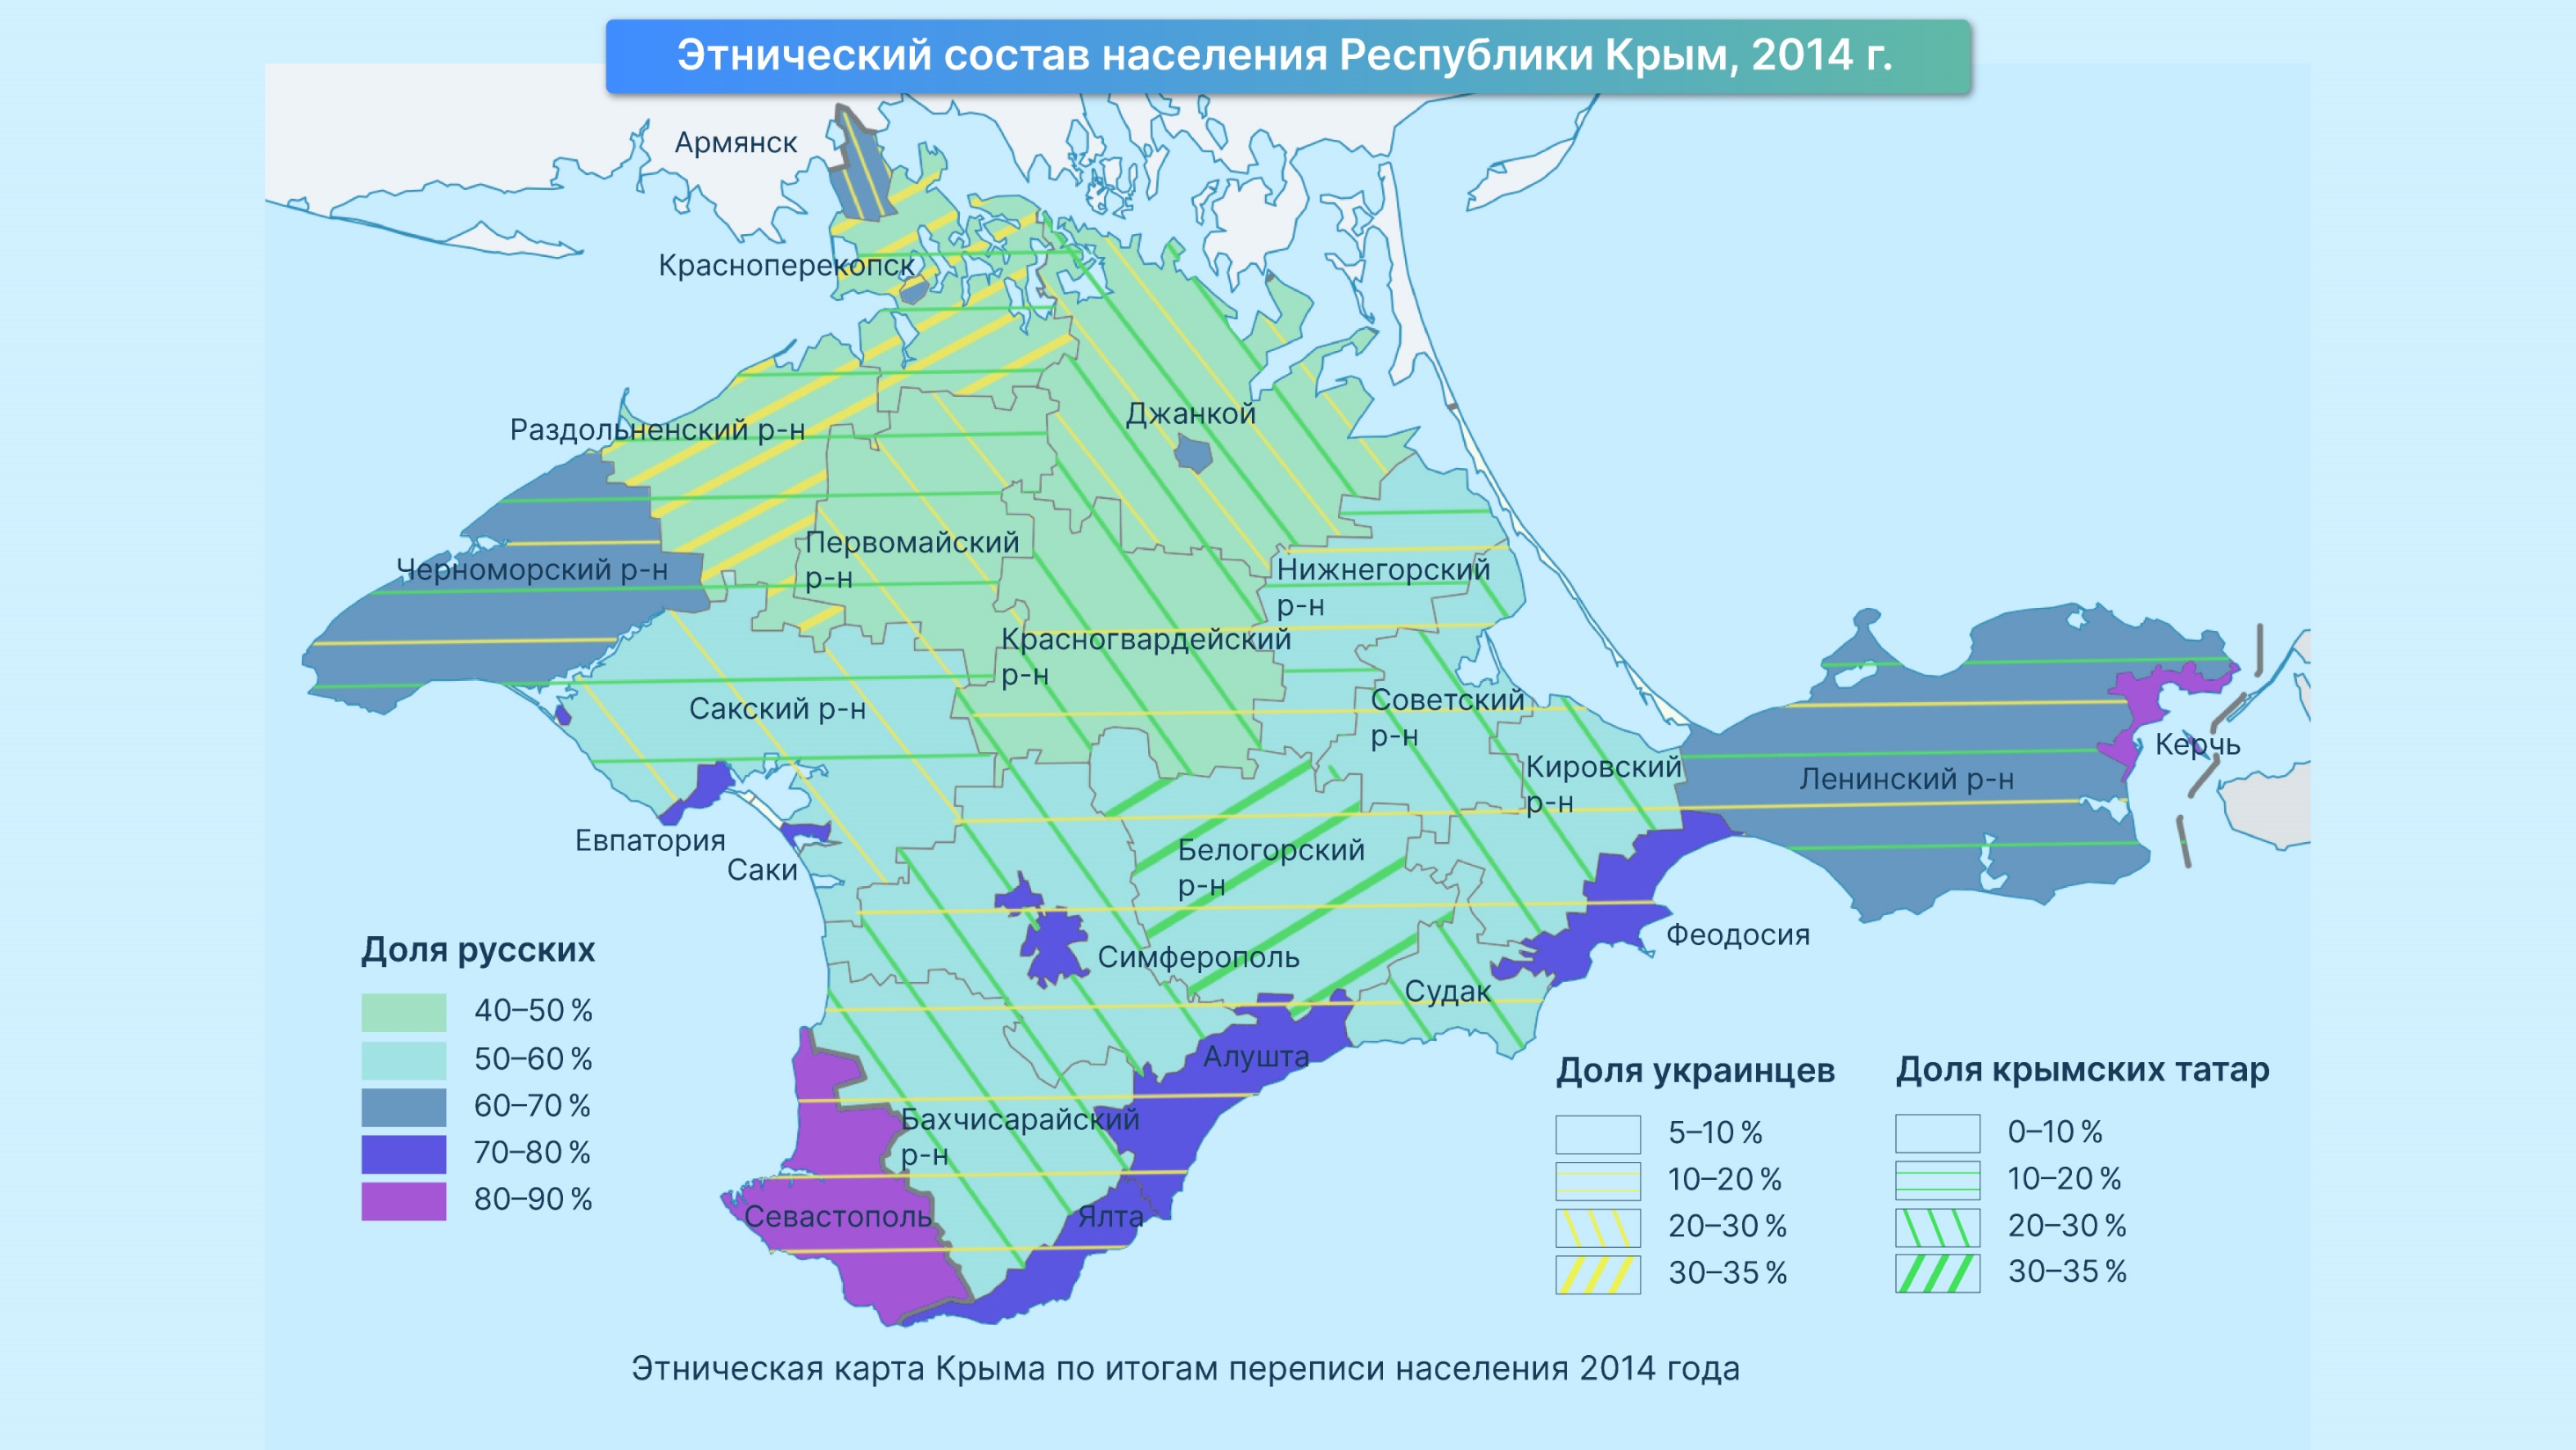 Этнический состав населения Республики Крым, 2014 г.
Армянск
Красноперекопск
Джанкой
Раздольненский р-н
Первомайский
р-н
Черноморский р-н
Нижнегорский
р-н
Красногвардейский
р-н
Сакский р-н
Советский
р-н
Керчь
Кировский
р-н
Ленинский р-н
Евпатория
Саки
Белогорский
р-н
Симферополь
Феодосия
Судак
Алушта
Бахчисарайский
р-н
Севастополь
Ялта
Доля русских
40–50 %
50–60 %
60–70 %
70–80 %
80–90 %
Доля украинцев
5–10 %
10–20 %
20–30 %
30–35 %
Доля крымских татар
0–10 %
10–20 %
20–30 %
30–35 %
Этническая карта Крыма по итогам переписи населения 2014 года